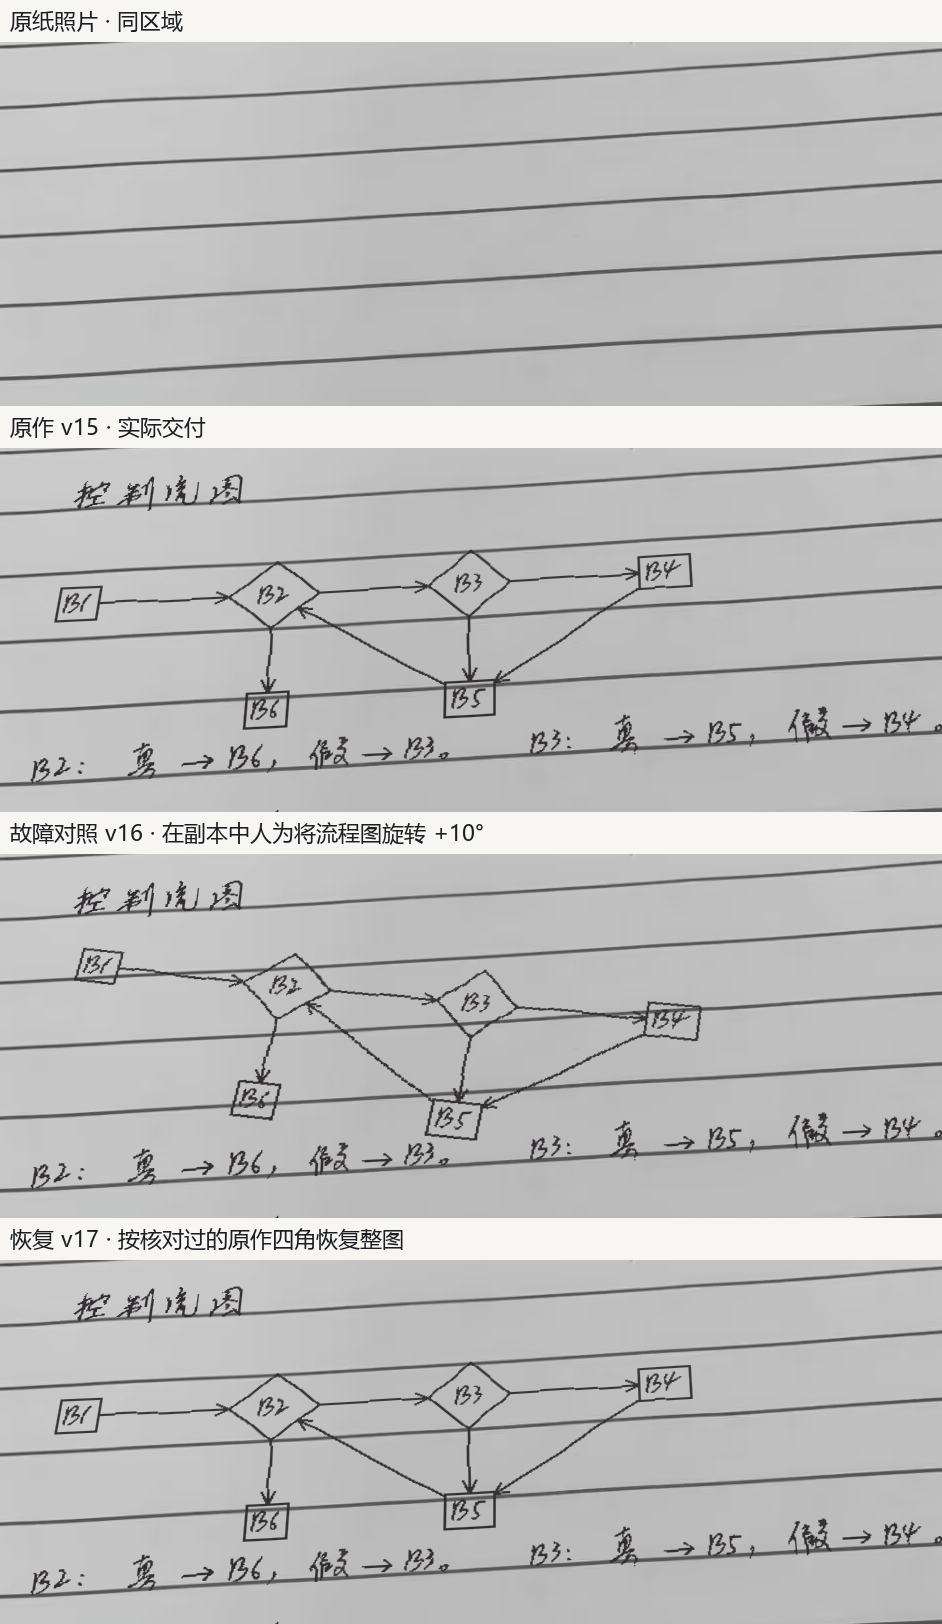 原纸照片 · 同区域
原作 v15 · 实际交付
控制流图
B1 B2 B3 B4
B6 B5
B2: 真 → B6, 假 → B3。 B3: 真 → B5, 假 → B4。
故障对照 v16 · 在副本中人为将流程图旋转 +10°
控制流图
B1 B2 B3 B4
B6 B5
B2: 真 → B6, 假 → B3。 B3: 真 → B5, 假 → B4。
恢复 v17 · 按核对过的原作四角恢复整图
控制流图
B1 B2 B3 B4
B6 B5
B2: 真 → B6, 假 → B3。 B3: 真 → B5, 假 → B4。